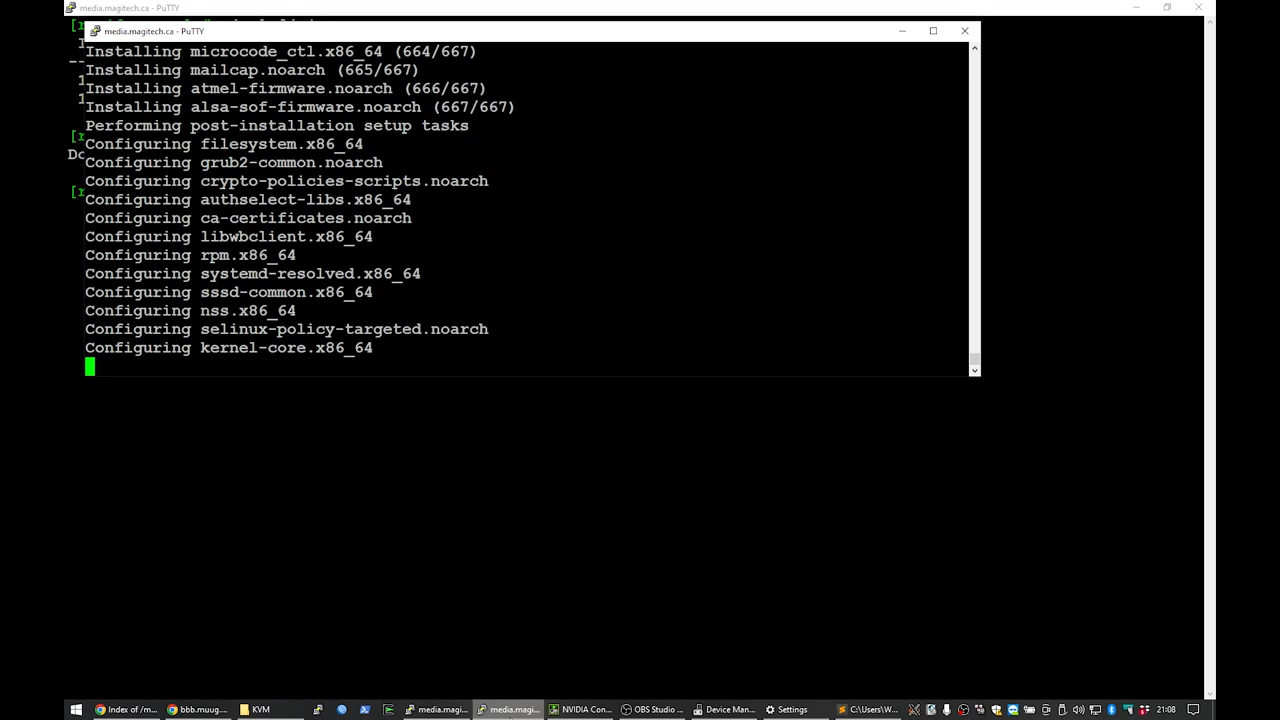 media.magitech.ca - PuTTY
media.magitech.ca - PuTTY
Installing microcode_ctl.x86_64 (664/667)
Installing mailcap.noarch (665/667)
Installing atmel-firmware.noarch (666/667)
Installing alsa-sof-firmware.noarch (667/667)
Performing post-installation setup tasks
Configuring filesystem.x86_64
Configuring grub2-common.noarch
Configuring crypto-policies-scripts.noarch
Configuring authselect-libs.x86_64
Configuring ca-certificates.noarch
Configuring libwbclient.x86_64
Configuring rpm.x86_64
Configuring systemd-resolved.x86_64
Configuring sssd-common.x86_64
Configuring nss.x86_64
Configuring selinux-policy-targeted.noarch
Configuring kernel-core.x86_64
Index of /m... bbb.muug.... KVM media.magi... media.magi... NVIDIA Con... OBS Studio ... Device Man... Settings C:\Users\W... 21:08